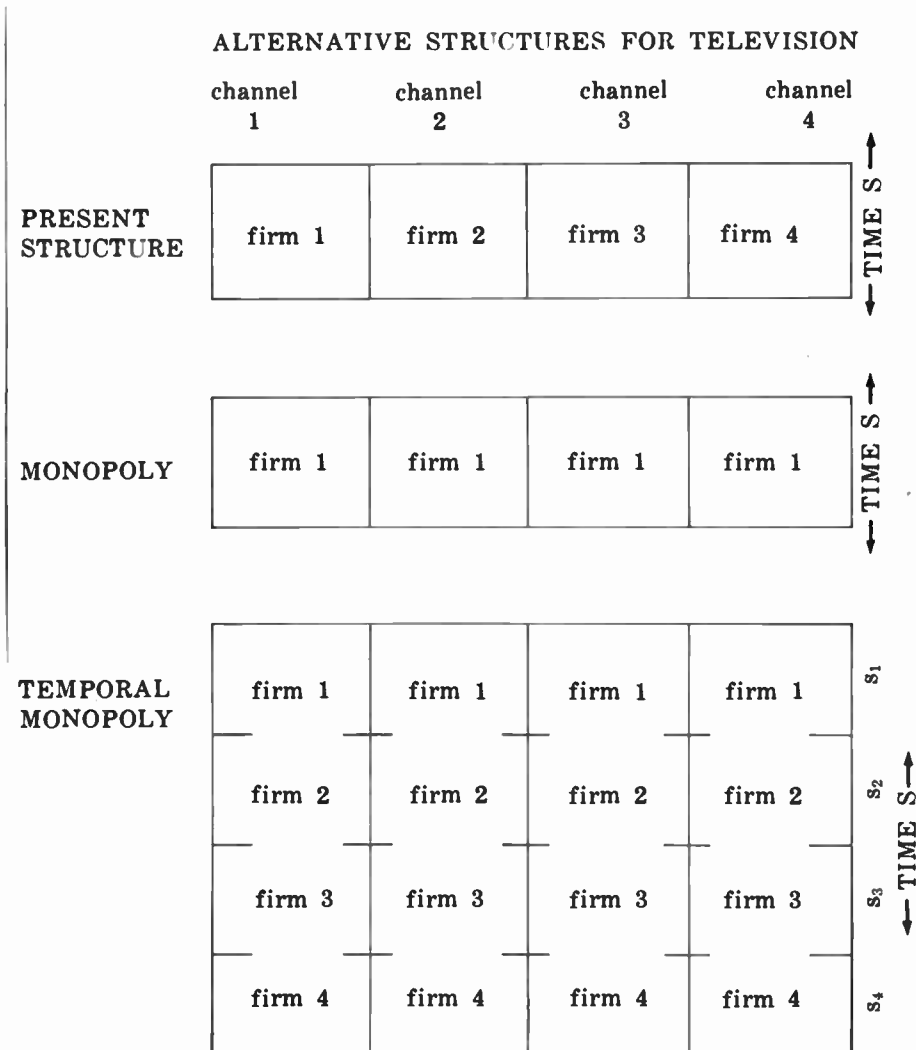 ALTERNATIVE STRUCTURES FOR TELEVISION
channel channel channel channel
1 2 3 4
PRESENT
STRUCTURE
firm 1 firm 2 firm 3 firm 4
TIME S
MONOPOLY
firm 1 firm 1 firm 1 firm 1
TIME S
TEMPORAL
MONOPOLY
firm 1 firm 1 firm 1 firm 1 s₁
firm 2 firm 2 firm 2 firm 2 s₂
firm 3 firm 3 firm 3 firm 3 s₃
firm 4 firm 4 firm 4 firm 4 s₄
TIME S